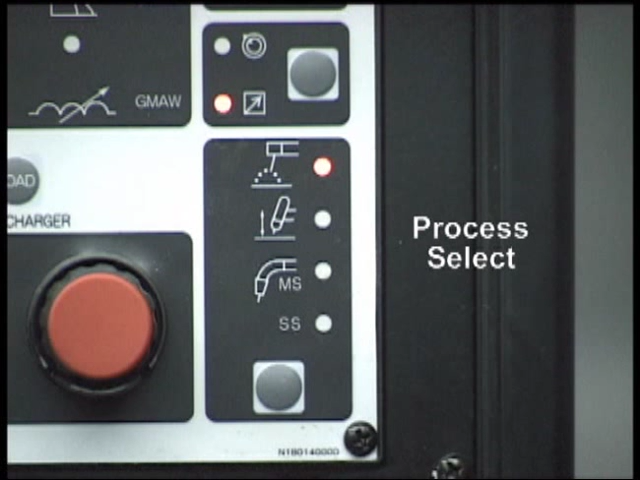 GMAW
OAD
CHARGER
Process
Select
MS
SS
N180140000